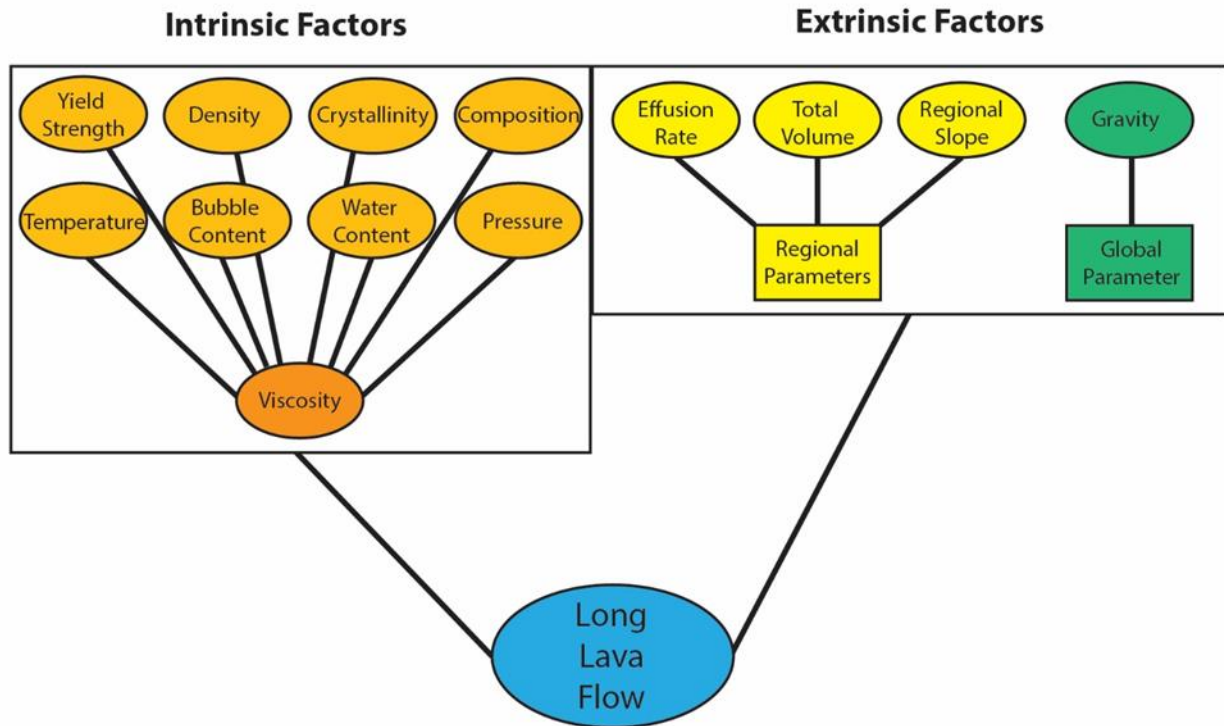 Intrinsic Factors
Extrinsic Factors
Yield
Strength
Density
Crystallinity
Composition
Temperature
Bubble
Content
Water
Content
Pressure
Viscosity
Effusion
Rate
Total
Volume
Regional
Slope
Gravity
Regional
Parameters
Global
Parameter
Long
Lava
Flow